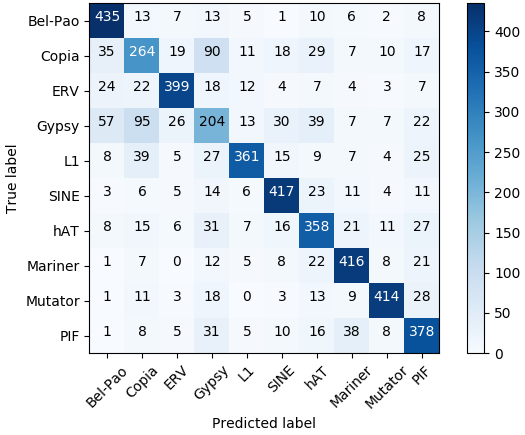 Bel-Pao 435 13 7 13 5 1 10 6 2 8
Copia 35 264 19 90 11 18 29 7 10 17
ERV 24 22 399 18 12 4 7 4 3 7
Gypsy 57 95 26 204 13 30 39 7 7 22
L1 8 39 5 27 361 15 9 7 4 25
SINE 3 6 5 14 6 417 23 11 4 11
hAT 8 15 6 31 7 16 358 21 11 27
Mariner 1 7 0 12 5 8 22 416 8 21
Mutator 1 11 3 18 0 3 13 9 414 28
PIF 1 8 5 31 5 10 16 38 8 378
Bel-Pao Copia ERV Gypsy L1 SINE hAT Mariner Mutator PIF
Predicted label
True label
400
350
300
250
200
150
100
50
0